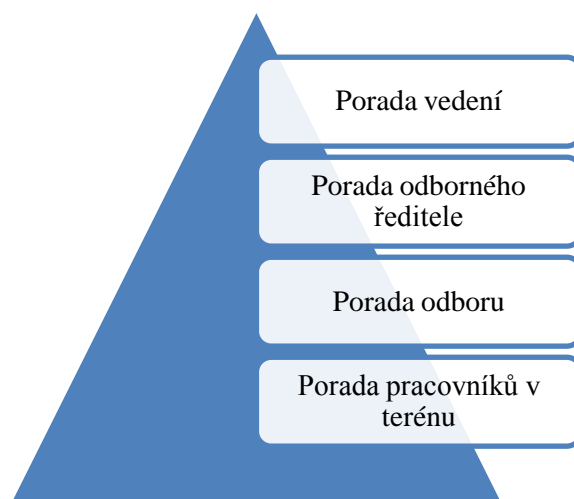 Porada vedení
Porada odborného
ředitele
Porada odboru
Porada pracovníků v
terénu